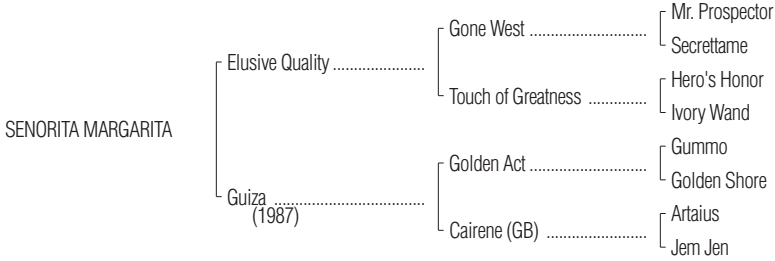 Mr. Prospector
Gone West ........................
Secrettame
Elusive Quality ...................
Hero's Honor
Touch of Greatness ............
Ivory Wand
SENORITA MARGARITA
Gummo
Golden Act ........................
Golden Shore
Guiza ...............................
(1987)
Artaius
Cairene (GB) .....................
Jem Jen